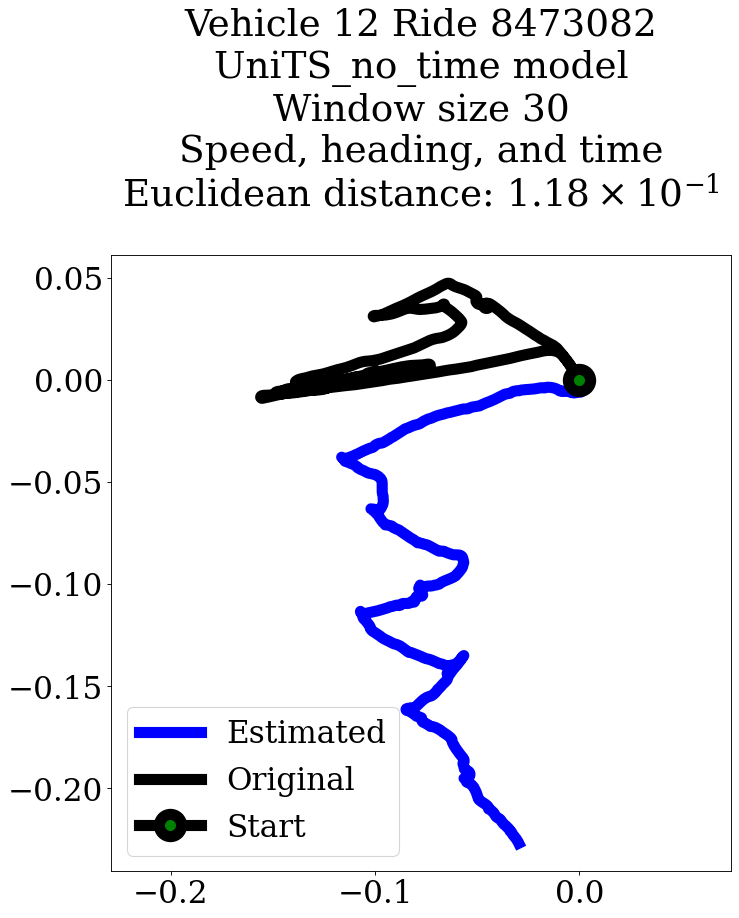 Vehicle 12 Ride 8473082
UniTS_no_time model
Window size 30
Speed, heading, and time
Euclidean distance: 1.18 × 10⁻¹
0.05
0.00
−0.05
−0.10
−0.15
−0.20
Estimated
Original
Start
−0.2
−0.1
0.0